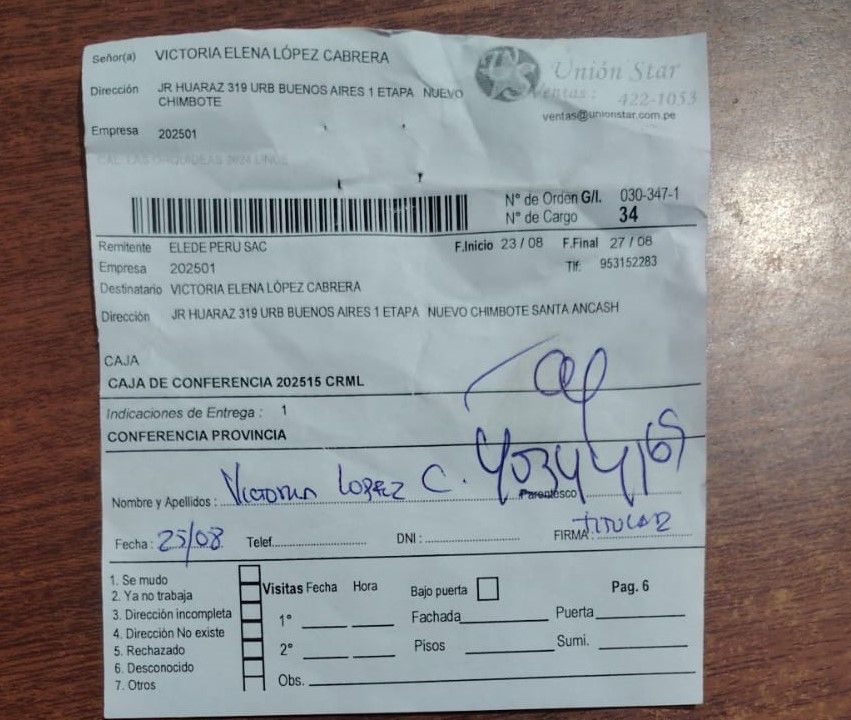 Señor(a) VICTORIA ELENA LÓPEZ CABRERA
Unión Star
Ventas : 422-1053
ventas@unionstar.com.pe
Dirección JR HUARAZ 319 URB BUENOS AIRES 1 ETAPA NUEVO
CHIMBOTE
Empresa 202501
N° de Orden G/I. 030-347-1
N° de Cargo 34
Remitente ELEDE PERU SAC F.Inicio 23 / 08 F.Final 27 / 08
Empresa 202501 Tlf: 953152283
Destinatario VICTORIA ELENA LÓPEZ CABRERA
Dirección JR HUARAZ 319 URB BUENOS AIRES 1 ETAPA NUEVO CHIMBOTE SANTA ANCASH
CAJA
CAJA DE CONFERENCIA 202515 CRML
Indicaciones de Entrega : 1
CONFERENCIA PROVINCIA
Nombre y Apellidos : Victoria Lopez C. Parentesco
Fecha : 25/08 Telef. DNI : FIRMA : TITULAR
1. Se mudo
2. Ya no trabaja
3. Dirección incompleta
4. Dirección No existe
5. Rechazado
6. Desconocido
7. Otros
Visitas Fecha Hora Bajo puerta Pag. 6
1° Fachada Puerta
2° Pisos Sumi.
Obs.